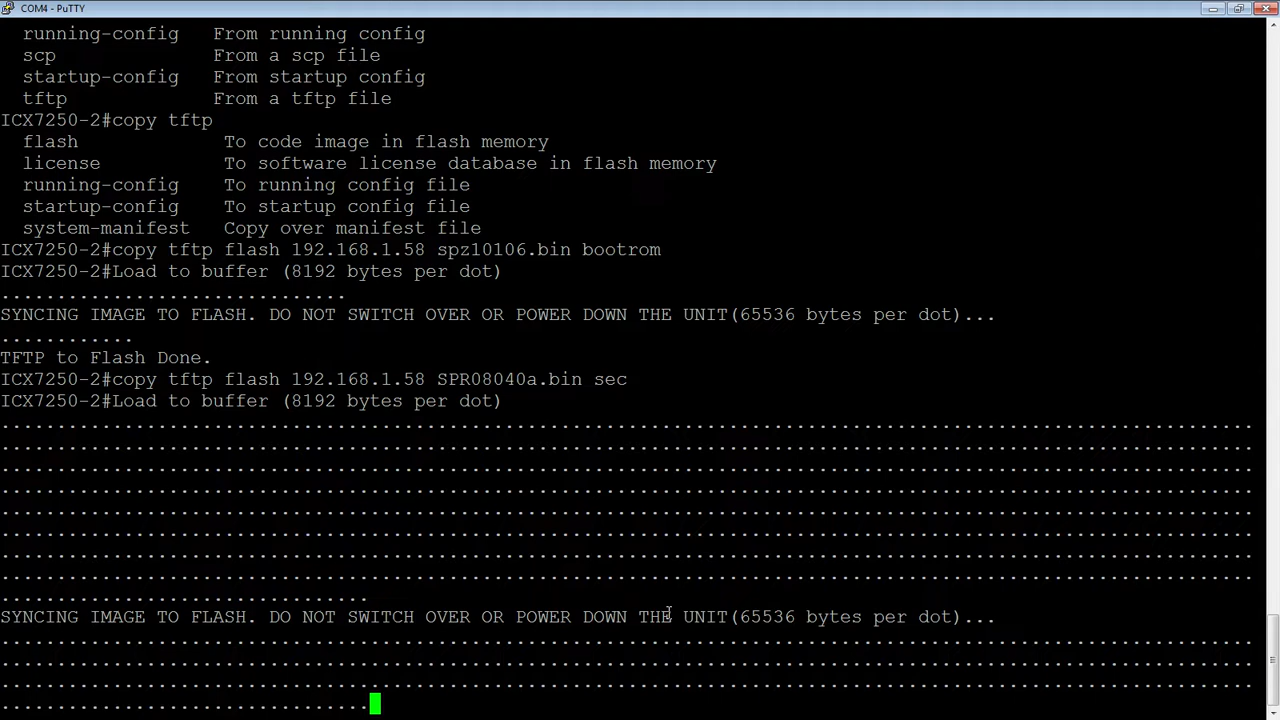 COM4 - PuTTY
running-config   From running config
scp              From a scp file
startup-config   From startup config
tftp             From a tftp file
ICX7250-2#copy tftp
flash             To code image in flash memory
license           To software license database in flash memory
running-config    To running config file
startup-config    To startup config file
system-manifest   Copy over manifest file
ICX7250-2#copy tftp flash 192.168.1.58 spz10106.bin bootrom
ICX7250-2#Load to buffer (8192 bytes per dot)
...............................
SYNCING IMAGE TO FLASH. DO NOT SWITCH OVER OR POWER DOWN THE UNIT(65536 bytes per dot)...
............
TFTP to Flash Done.
ICX7250-2#copy tftp flash 192.168.1.58 SPR08040a.bin sec
ICX7250-2#Load to buffer (8192 bytes per dot)
................................................................................................................
................................................................................................................
................................................................................................................
................................................................................................................
................................................................................................................
................................................................................................................
................................................................................................................
................................................................................................................
.................................
SYNCING IMAGE TO FLASH. DO NOT SWITCH OVER OR POWER DOWN THE UNIT(65536 bytes per dot)...
................................................................................................................
................................................................................................................
................................................................................................................
.................................